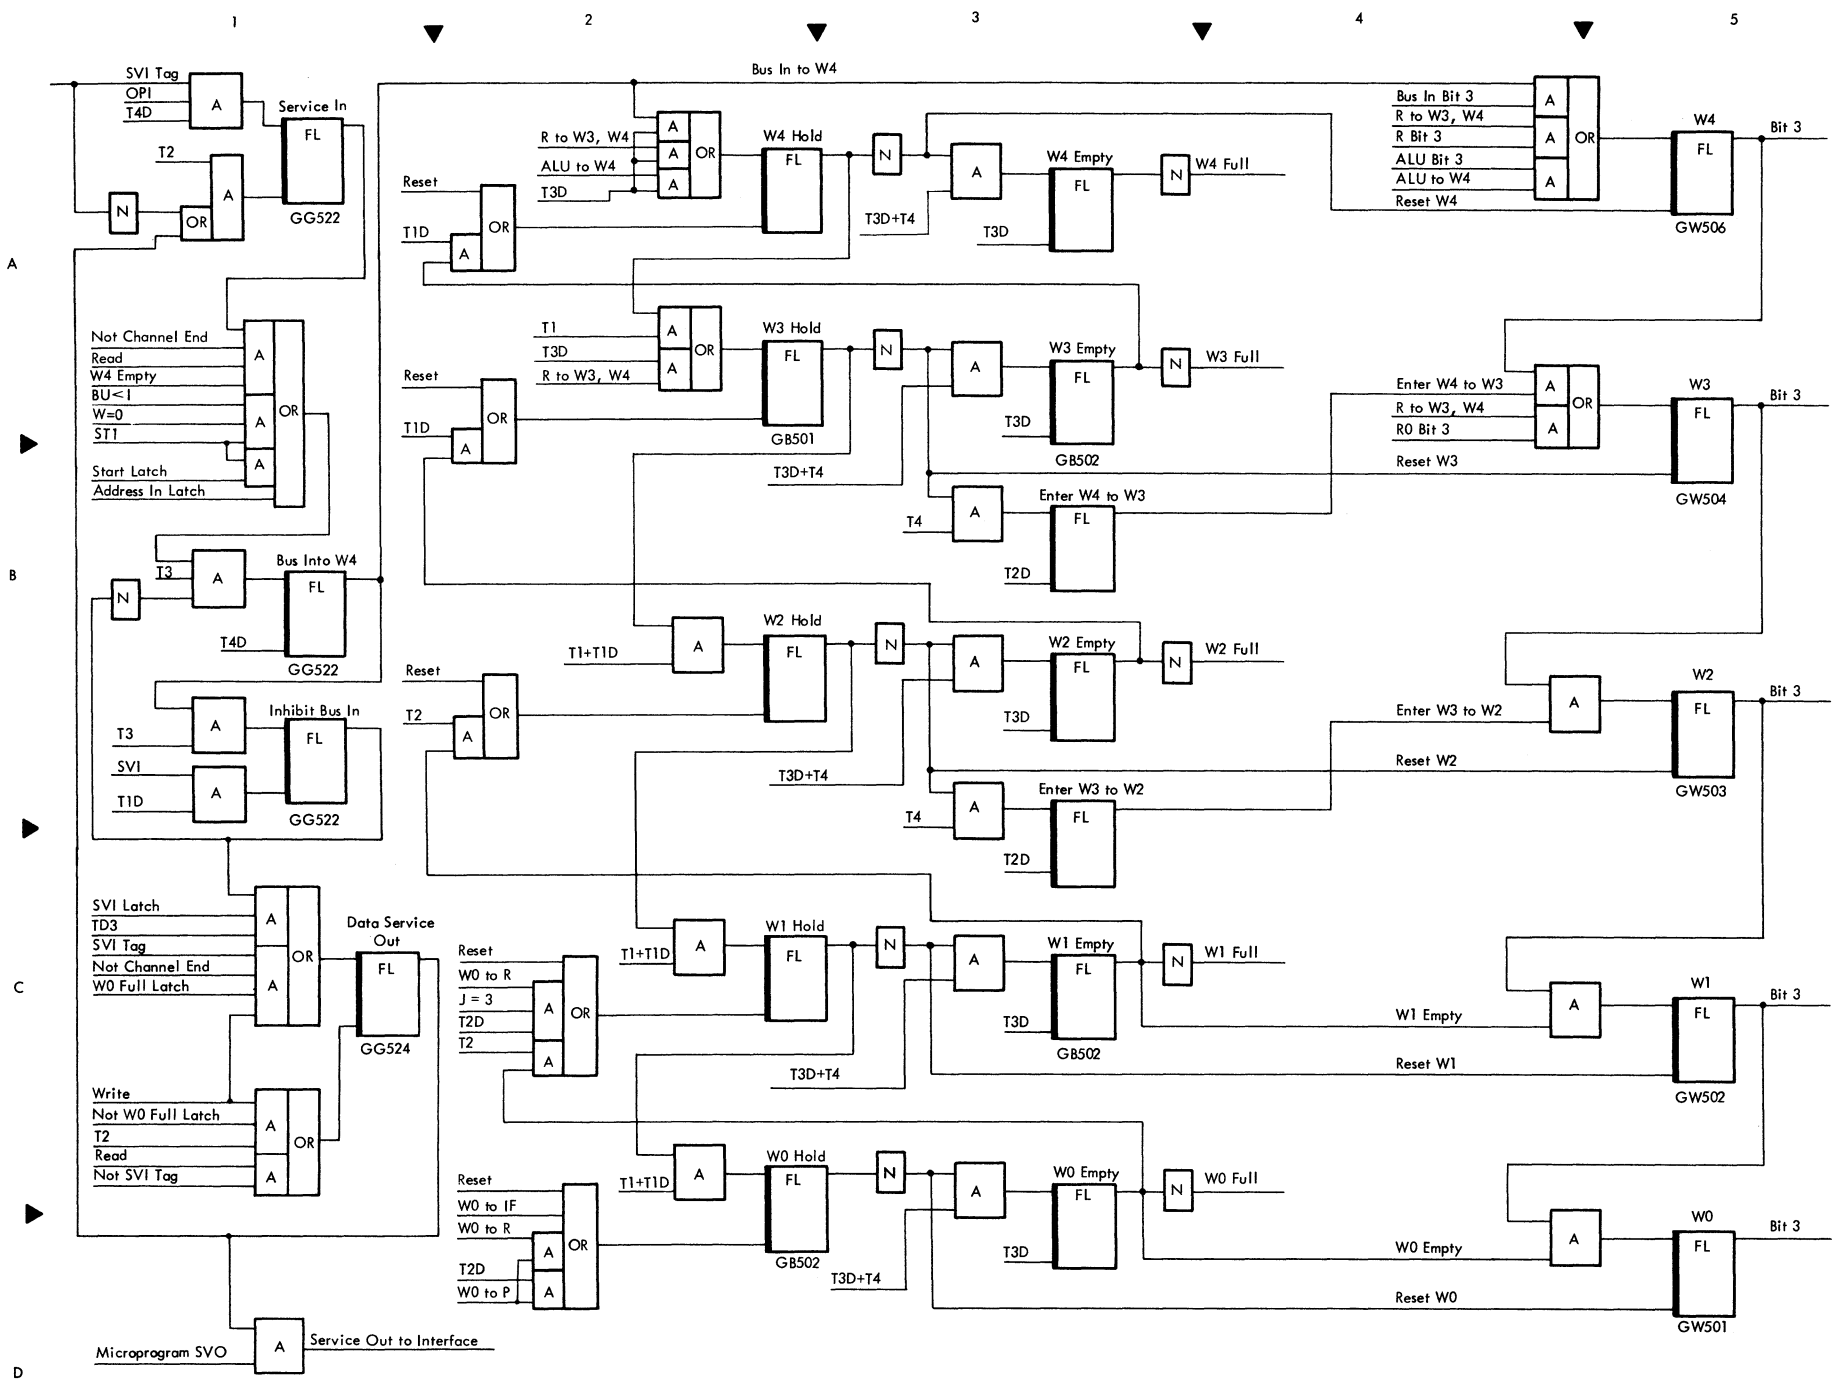 1 2 3 4 5
A
B
C
D
SVI Tag
OPI
T4D
A
Service In
FL
GG522
T2
A
OR
N
Not Channel End
Read
W4 Empty
BU<1
W=0
ST1
Start Latch
Address In Latch
A
A
A
OR
T3
N
A
Bus Into W4
FL
T4D
GG522
T3
A
Inhibit Bus In
FL
SVI
T1D
A
GG522
SVI Latch
TD3
SVI Tag
Not Channel End
W0 Full Latch
A
A
OR
Data Service
Out
FL
GG524
Write
Not W0 Full Latch
T2
Read
Not SVI Tag
A
A
OR
Microprogram SVO
A
Service Out to Interface
Bus In to W4
R to W3, W4
ALU to W4
T3D
A
A
A
OR
W4 Hold
FL
Reset
T1D
A
OR
N
T3D+T4
A
W4 Empty
FL
T3D
N
W4 Full
Bus In Bit 3
R to W3, W4
R Bit 3
ALU Bit 3
ALU to W4
Reset W4
A
A
A
OR
W4
FL
GW506
Bit 3
T1
T3D
R to W3, W4
A
A
OR
W3 Hold
FL
GB501
Reset
T1D
A
OR
N
T3D+T4
A
W3 Empty
FL
T3D
GB502
N
W3 Full
T4
A
Enter W4 to W3
FL
T2D
Enter W4 to W3
R to W3, W4
R0 Bit 3
Reset W3
A
A
OR
W3
FL
GW504
Bit 3
T1+T1D
A
W2 Hold
FL
Reset
T2
A
OR
N
T3D+T4
A
W2 Empty
FL
T3D
N
W2 Full
T4
A
Enter W3 to W2
FL
T2D
Enter W3 to W2
Reset W2
A
W2
FL
GW503
Bit 3
T1+T1D
A
W1 Hold
FL
Reset
W0 to R
J = 3
T2D
T2
A
A
OR
N
T3D+T4
A
W1 Empty
FL
T3D
GB502
N
W1 Full
W1 Empty
Reset W1
A
W1
FL
GW502
Bit 3
T1+T1D
A
W0 Hold
FL
GB502
Reset
W0 to IF
W0 to R
T2D
W0 to P
A
A
OR
N
T3D+T4
A
W0 Empty
FL
T3D
N
W0 Full
W0 Empty
Reset W0
A
W0
FL
GW501
Bit 3